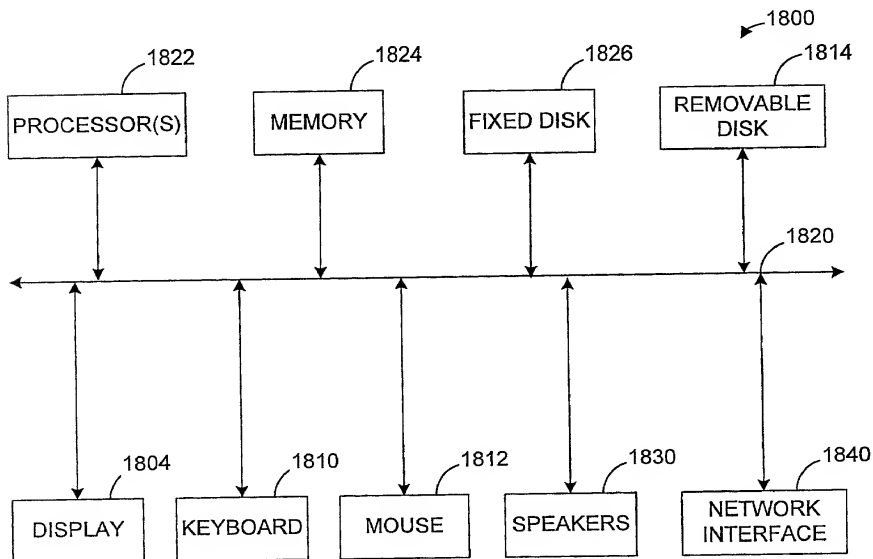 1800
1822
1824
1826
1814
PROCESSOR(S)
MEMORY
FIXED DISK
REMOVABLE
DISK
1820
1804
1810
1812
1830
1840
DISPLAY
KEYBOARD
MOUSE
SPEAKERS
NETWORK
INTERFACE